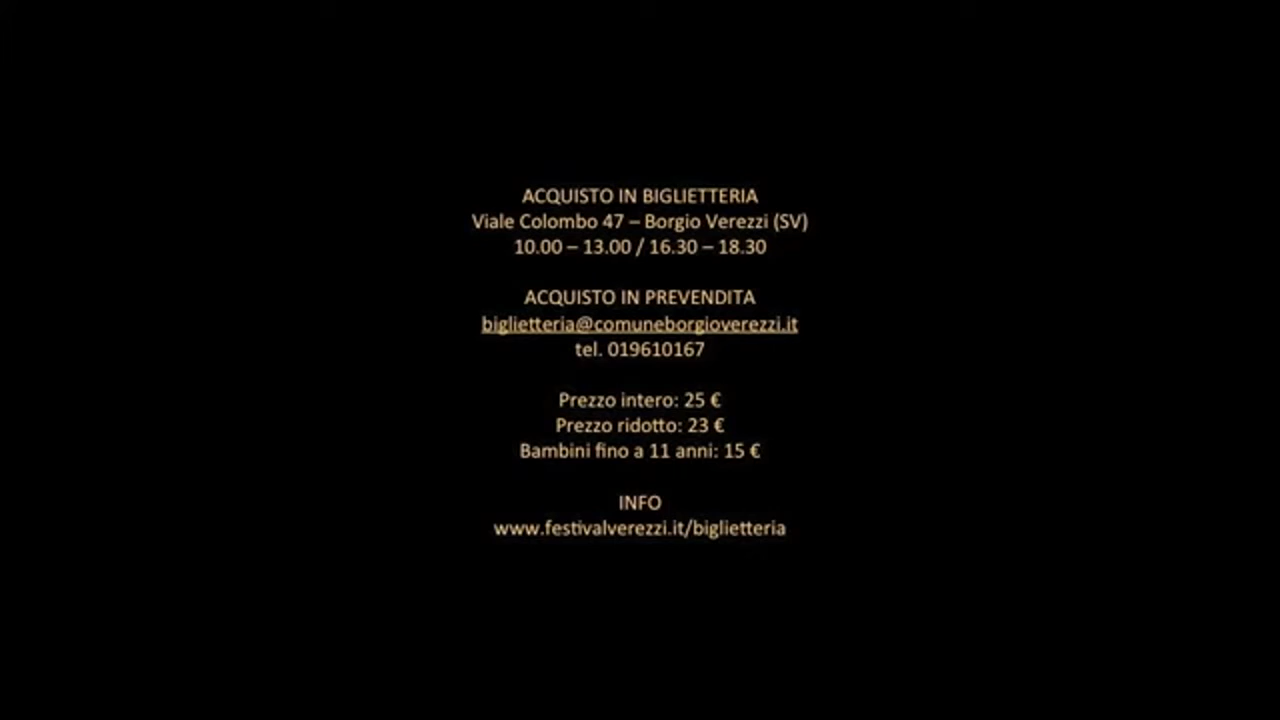 ACQUISTO IN BIGLIETTERIA
Viale Colombo 47 – Borgio Verezzi (SV)
10.00 – 13.00 / 16.30 – 18.30
ACQUISTO IN PREVENDITA
biglietteria@comuneborgioverezzi.it
tel. 019610167
Prezzo intero: 25 €
Prezzo ridotto: 23 €
Bambini fino a 11 anni: 15 €
INFO
www.festivalverezzi.it/biglietteria